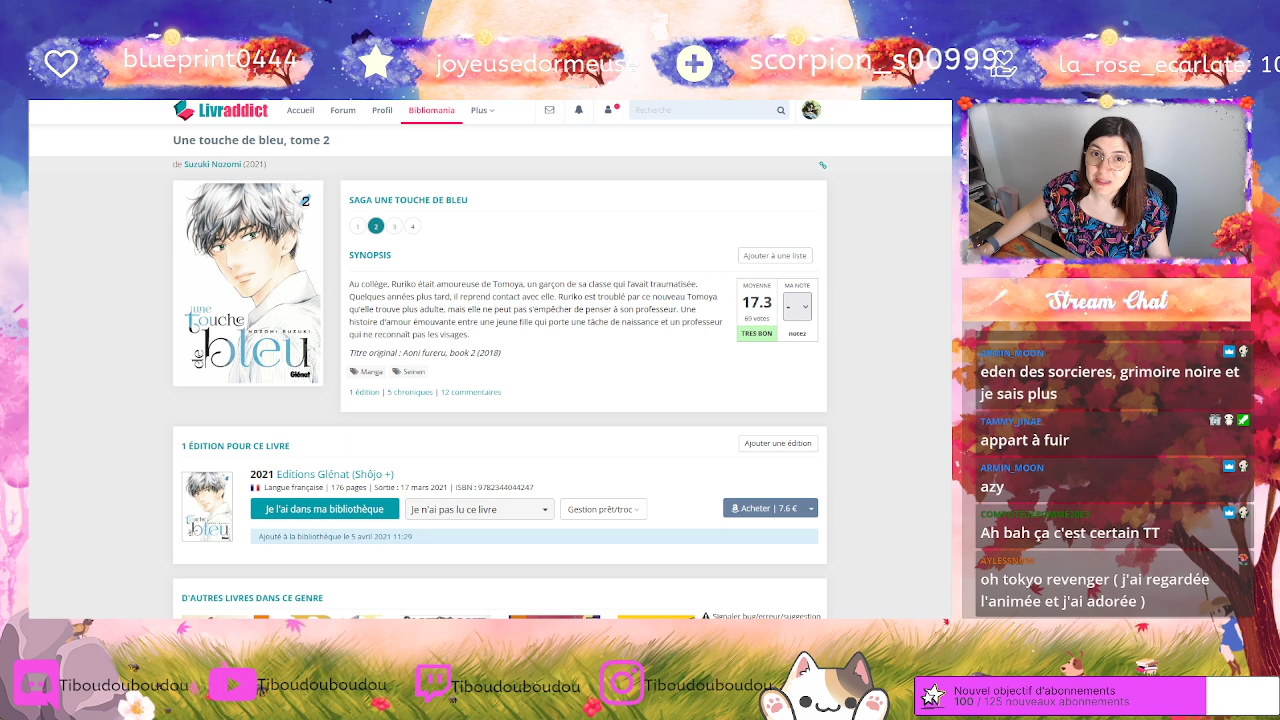 blueprint0444
joyeusedormeuse
scorpion_s00999
la_rose_ecarlate: 10
Livraddict
Accueil
Forum
Profil
Bibliomania
Plus
Recherche
Une touche de bleu, tome 2
de Suzuki Nozomi (2021)
2
une touche de bleu
NOZOMI SUZUKI
Glénat
SAGA UNE TOUCHE DE BLEU
1 2 3 4
SYNOPSIS
Ajouter à une liste
Au collège, Ruriko était amoureuse de Tomoya, un garçon de sa classe qui l'avait traumatisée.
Quelques années plus tard, il reprend contact avec elle. Ruriko est troublé par ce nouveau Tomoya
qu'elle trouve plus adulte, mais elle ne peut pas s'empêcher de penser à son professeur. Une
histoire d'amour émouvante entre une jeune fille qui porte une tâche de naissance et un professeur
qui ne reconnaît pas les visages.
Titre original : Aoni fureru, book 2 (2018)
Manga
Seinen
1 édition | 5 chroniques | 12 commentaires
MOYENNE
17.3
69 votes
TRES BON
MA NOTE
-
notez
1 ÉDITION POUR CE LIVRE
Ajouter une édition
2021 Editions Glénat (Shôjo +)
Langue française | 176 pages | Sortie : 17 mars 2021 | ISBN : 9782344044247
Je l'ai dans ma bibliothèque
Je n'ai pas lu ce livre
Gestion prêt/troc
Acheter | 7.6 €
Ajouté à la bibliothèque le 5 avril 2021 11:29
D'AUTRES LIVRES DANS CE GENRE
Signaler bug/erreur/suggestion
Stream Chat
ARMIN_MOON
eden des sorcieres, grimoire noire et
je sais plus
TAMMY_JINAE
appart à fuir
ARMIN_MOON
azy
Ah bah ça c'est certain TT
AYLESSNOW
oh tokyo revenger ( j'ai regardée
l'animée et j'ai adorée )
Tiboudouboudou
Tiboudouboudou
Tiboudouboudou
Tiboudouboudou
Nouvel objectif d'abonnements
100 / 125 nouveaux abonnements